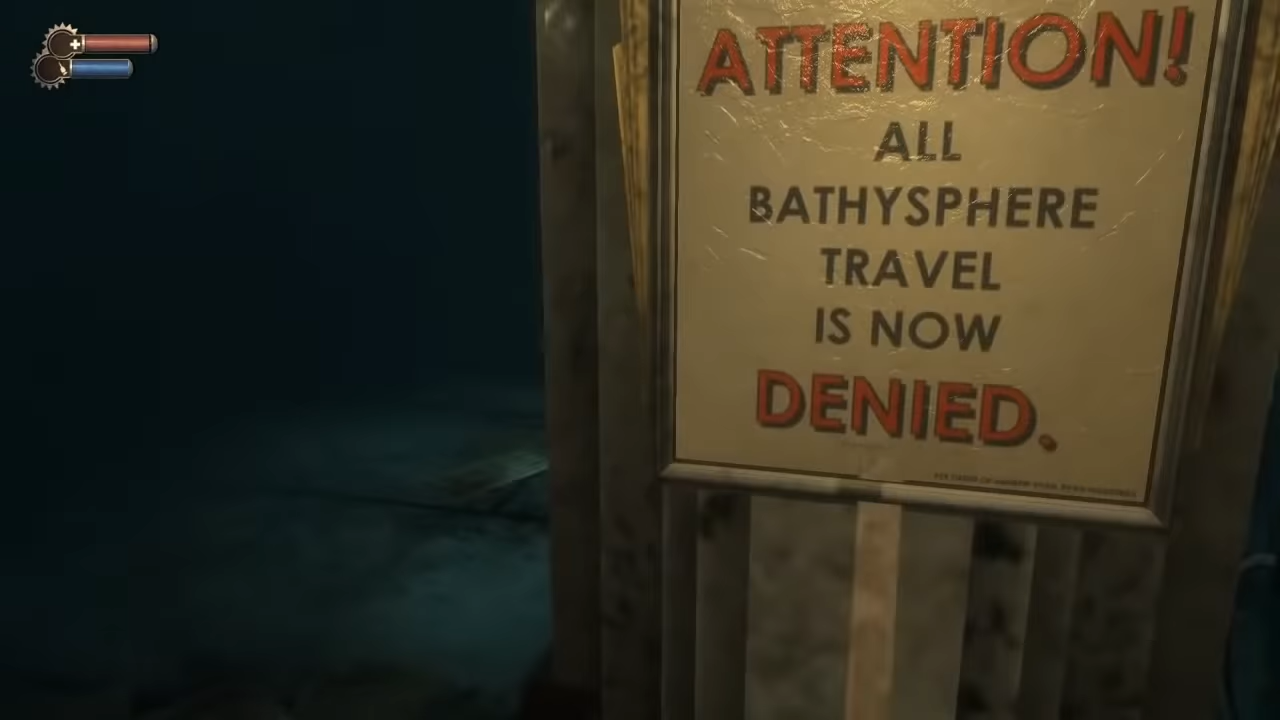 ATTENTION!
ALL
BATHYSPHERE
TRAVEL
IS NOW
DENIED.